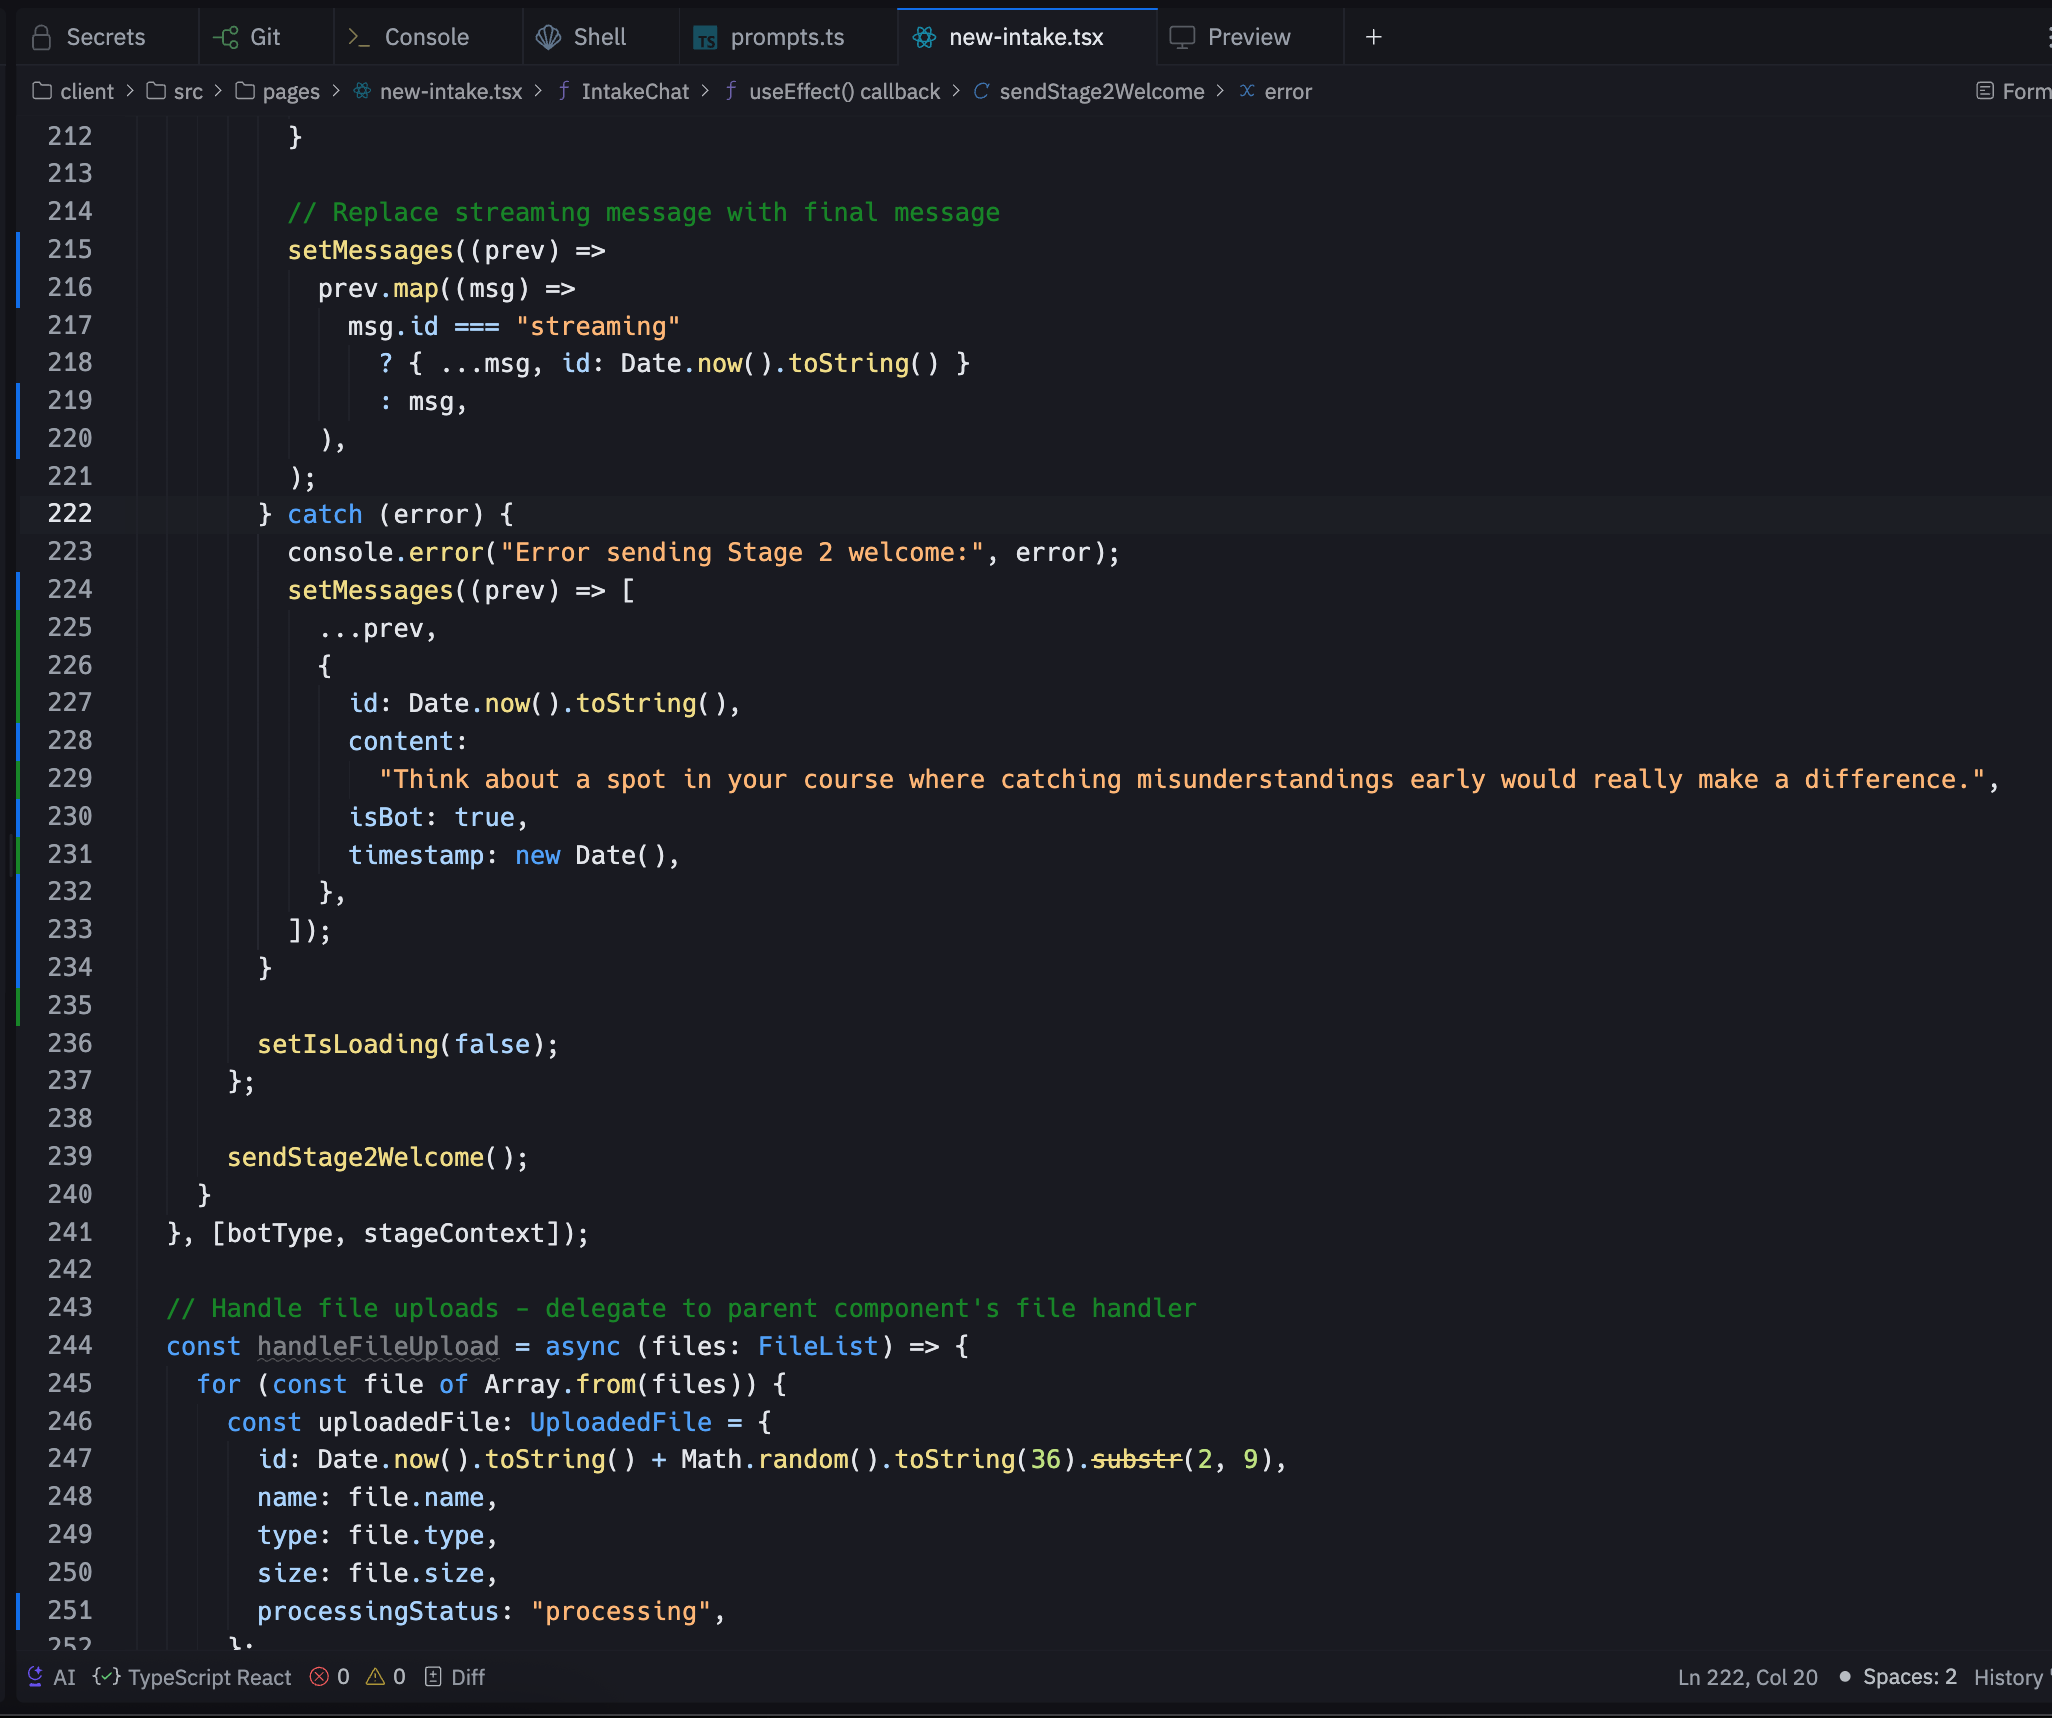 Secrets Git Console Shell TS prompts.ts new-intake.tsx Preview +
client > src > pages > new-intake.tsx > IntakeChat > useEffect() callback > sendStage2Welcome > error Form
212 }
213
214 // Replace streaming message with final message
215 setMessages((prev) =>
216 prev.map((msg) =>
217 msg.id === "streaming"
218 ? { ...msg, id: Date.now().toString() }
219 : msg,
220 ),
221 );
222 } catch (error) {
223 console.error("Error sending Stage 2 welcome:", error);
224 setMessages((prev) => [
225 ...prev,
226 {
227 id: Date.now().toString(),
228 content:
229 "Think about a spot in your course where catching misunderstandings early would really make a difference.",
230 isBot: true,
231 timestamp: new Date(),
232 },
233 ]);
234 }
235
236 setIsLoading(false);
237 };
238
239 sendStage2Welcome();
240 }
241 }, [botType, stageContext]);
242
243 // Handle file uploads - delegate to parent component's file handler
244 const handleFileUpload = async (files: FileList) => {
245 for (const file of Array.from(files)) {
246 const uploadedFile: UploadedFile = {
247 id: Date.now().toString() + Math.random().toString(36).substr(2, 9),
248 name: file.name,
249 type: file.type,
250 size: file.size,
251 processingStatus: "processing",
252 };
AI {✓} TypeScript React 0 0 Diff Ln 222, Col 20 Spaces: 2 History